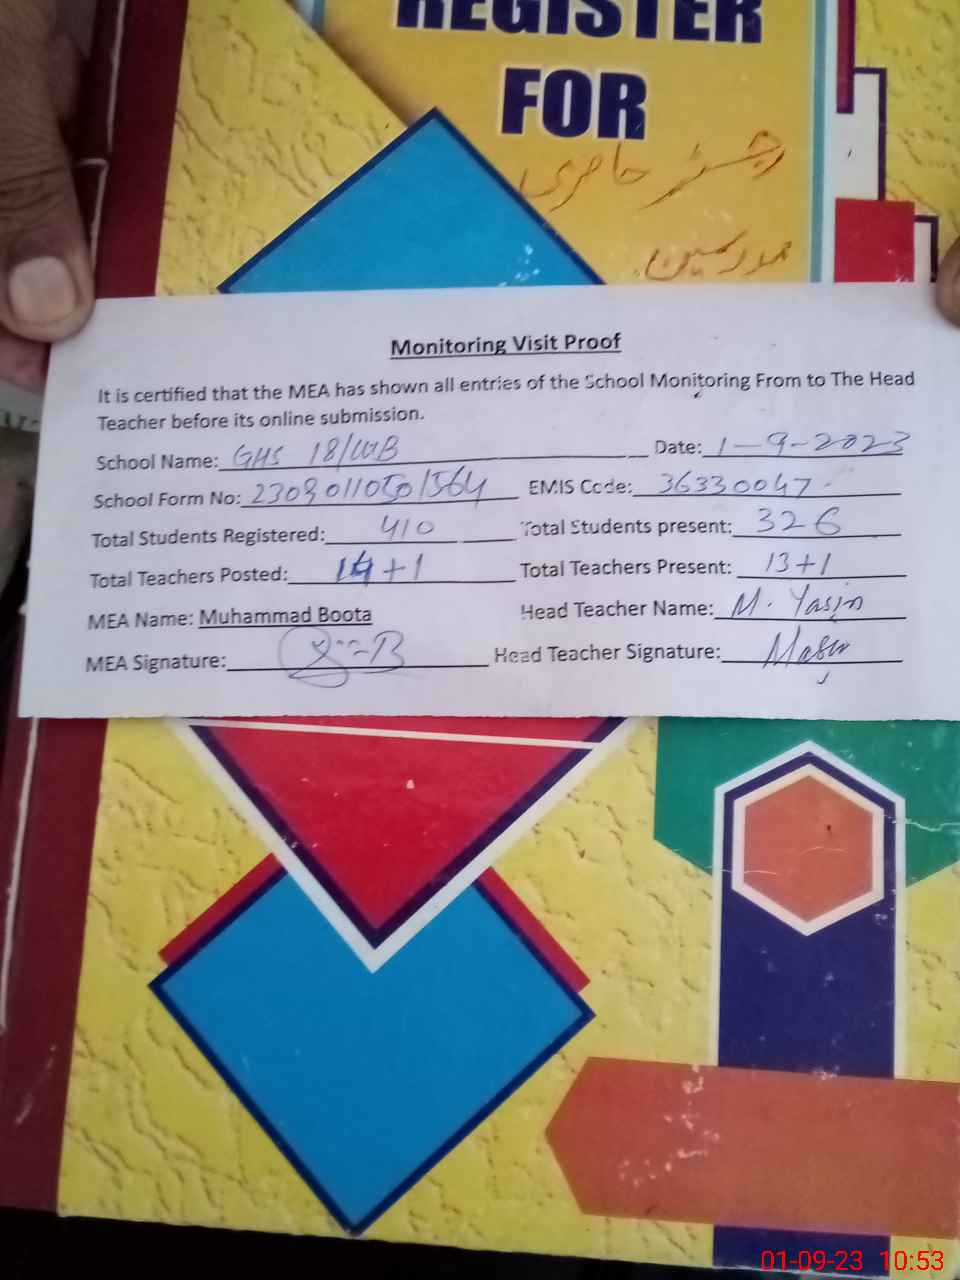 REGISTER
FOR
رجسٹر حاضری
مدرسین
Monitoring Visit Proof
It is certified that the MEA has shown all entries of the School Monitoring From to The Head
Teacher before its online submission.
School Name: GHS 18/WB Date: 1-9-2023
School Form No: 23090110501564 EMIS Code: 36330047
Total Students Registered: 410 Total Students present: 326
Total Teachers Posted: 14+1 Total Teachers Present: 13+1
MEA Name: Muhammad Boota Head Teacher Name: M. Yasin
MEA Signature: Head Teacher Signature:
01-09-23 10:53